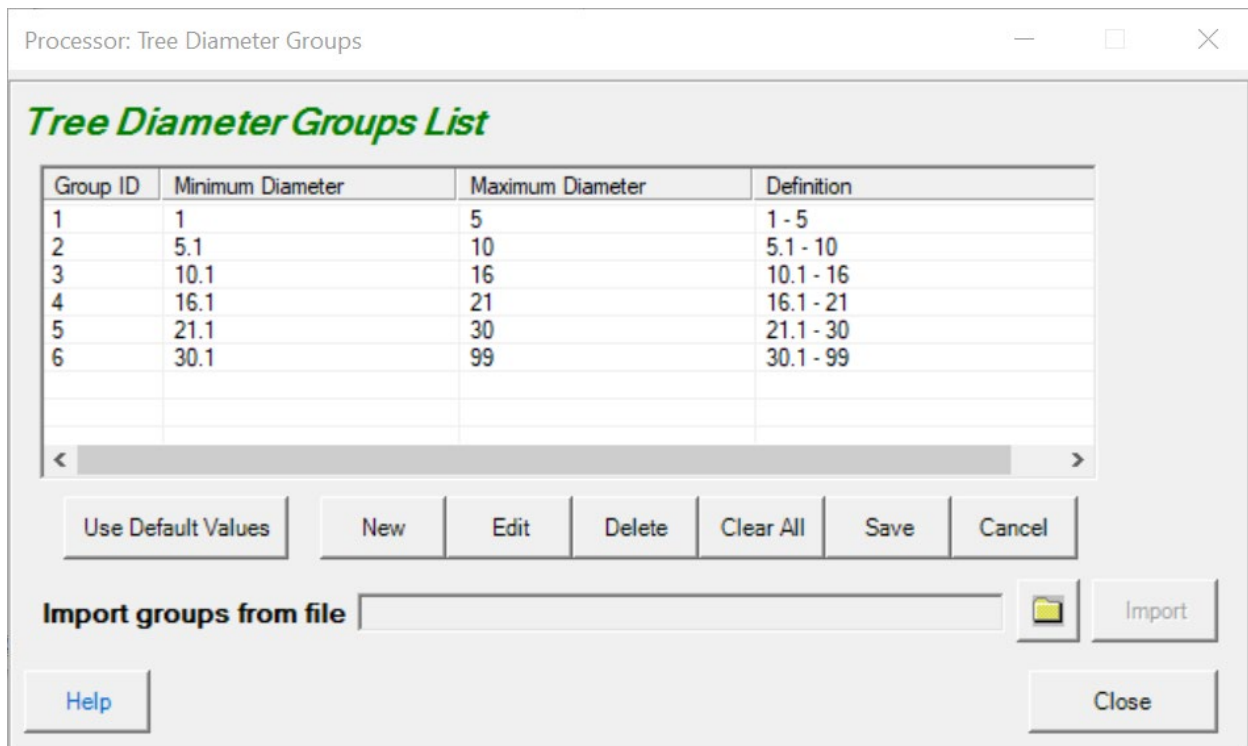 Processor: Tree Diameter Groups
Tree Diameter Groups List
Group ID Minimum Diameter Maximum Diameter Definition
1 1 5 1 - 5
2 5.1 10 5.1 - 10
3 10.1 16 10.1 - 16
4 16.1 21 16.1 - 21
5 21.1 30 21.1 - 30
6 30.1 99 30.1 - 99
Use Default Values New Edit Delete Clear All Save Cancel
Import groups from file Import
Help Close